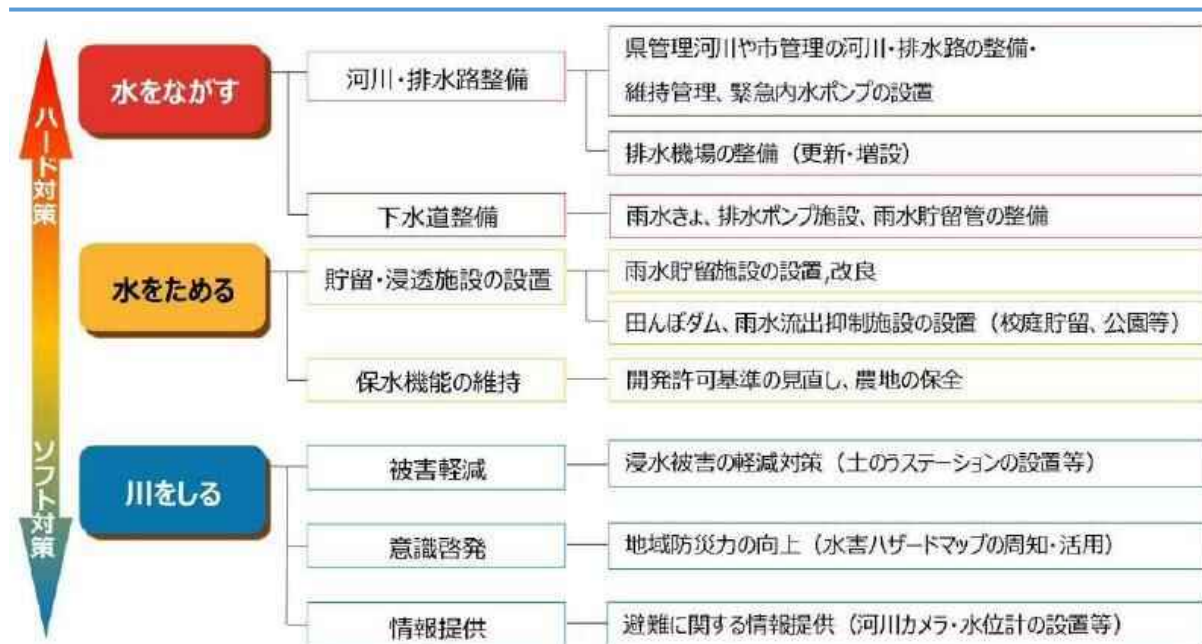 ハード対策
ソフト対策
水をながす
河川・排水路整備
県管理河川や市管理の河川・排水路の整備・
維持管理、緊急内水ポンプの設置
排水機場の整備（更新・増設）
下水道整備
雨水きょ、排水ポンプ施設、雨水貯留管の整備
水をためる
貯留・浸透施設の設置
雨水貯留施設の設置,改良
田んぼダム、雨水流出抑制施設の設置（校庭貯留、公園等）
保水機能の維持
開発許可基準の見直し、農地の保全
川をしる
被害軽減
浸水被害の軽減対策（土のうステーションの設置等）
意識啓発
地域防災力の向上（水害ハザードマップの周知・活用）
情報提供
避難に関する情報提供（河川カメラ・水位計の設置等）